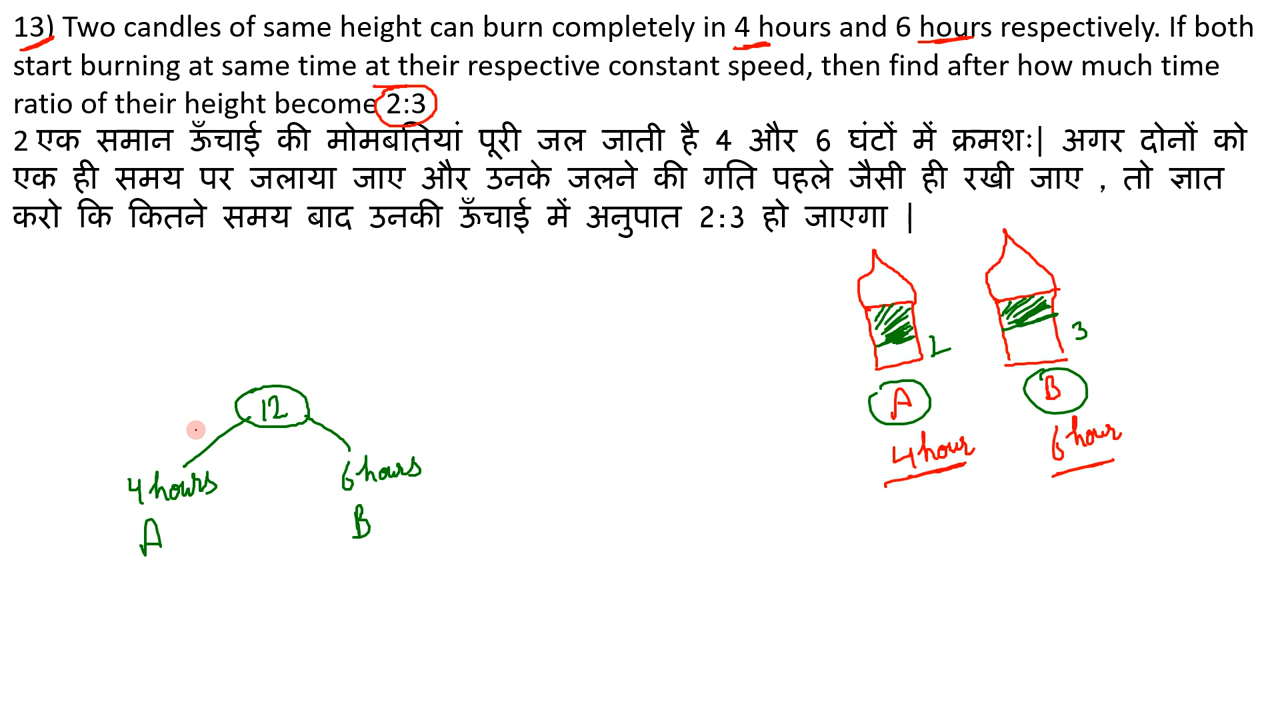 13) Two candles of same height can burn completely in 4 hours and 6 hours respectively. If both
start burning at same time at their respective constant speed, then find after how much time
ratio of their height become 2:3
2 एक समान ऊँचाई की मोमबतियां पूरी जल जाती है 4 और 6 घंटों में क्रमशः| अगर दोनों को
एक ही समय पर जलाया जाए और उनके जलने की गति पहले जैसी ही रखी जाए , तो ज्ञात
करो कि कितने समय बाद उनकी ऊँचाई में अनुपात 2:3 हो जाएगा |
2 3
A B
4 hour 6 hour
12
4 hours 6 hours
A B